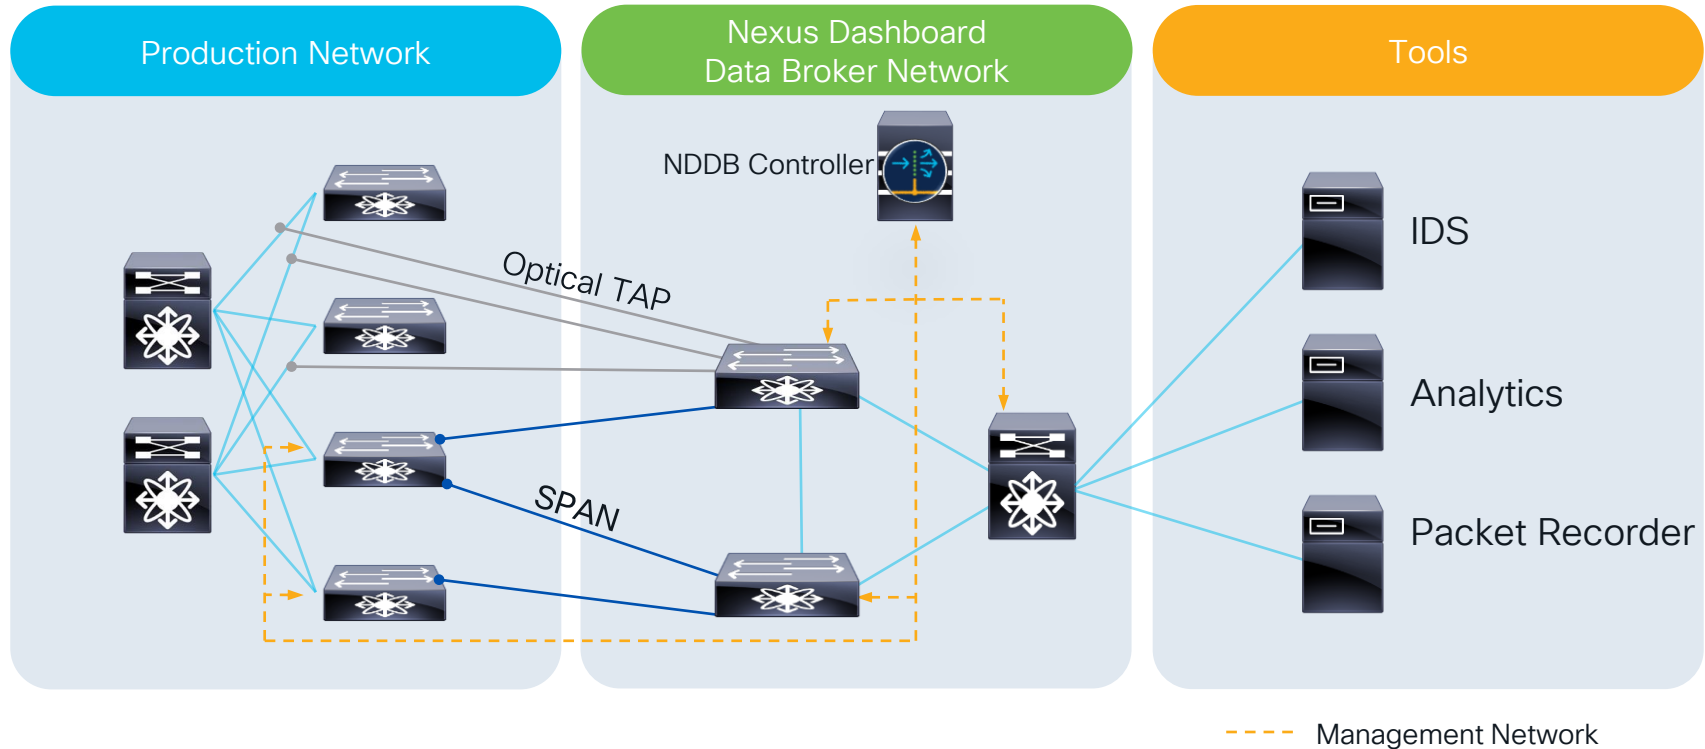 Production Network
Nexus Dashboard
Data Broker Network
Tools
NDDB Controller
IDS
Optical TAP
Analytics
SPAN
Packet Recorder
Management Network